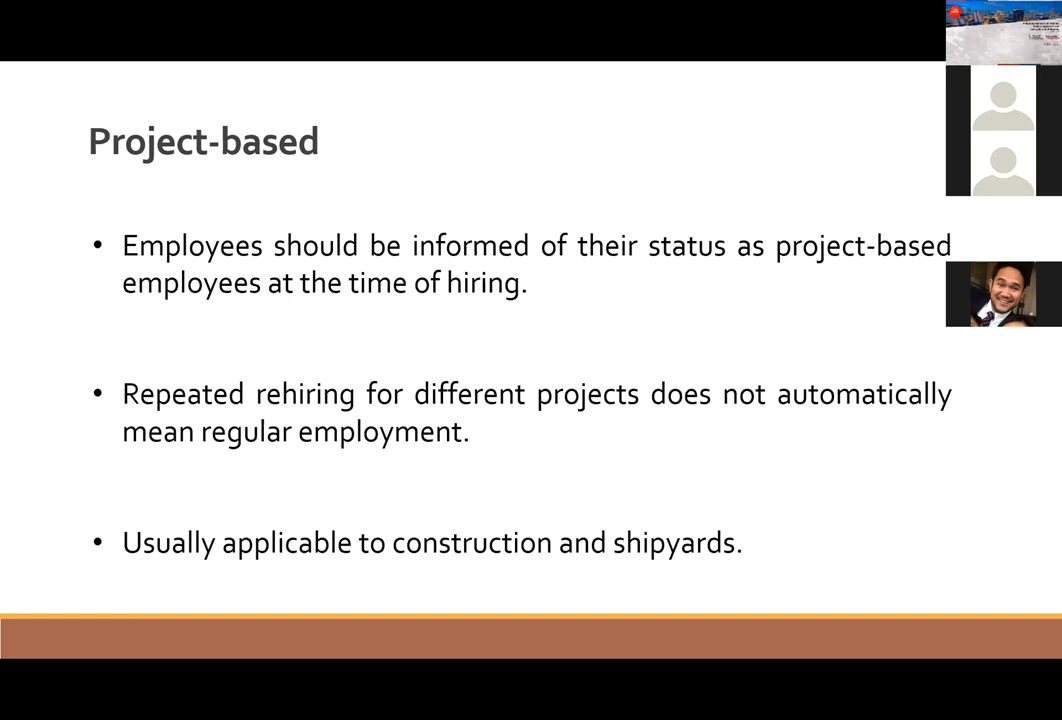 Project-based
• Employees should be informed of their status as project-based
employees at the time of hiring.
• Repeated rehiring for different projects does not automatically
mean regular employment.
• Usually applicable to construction and shipyards.